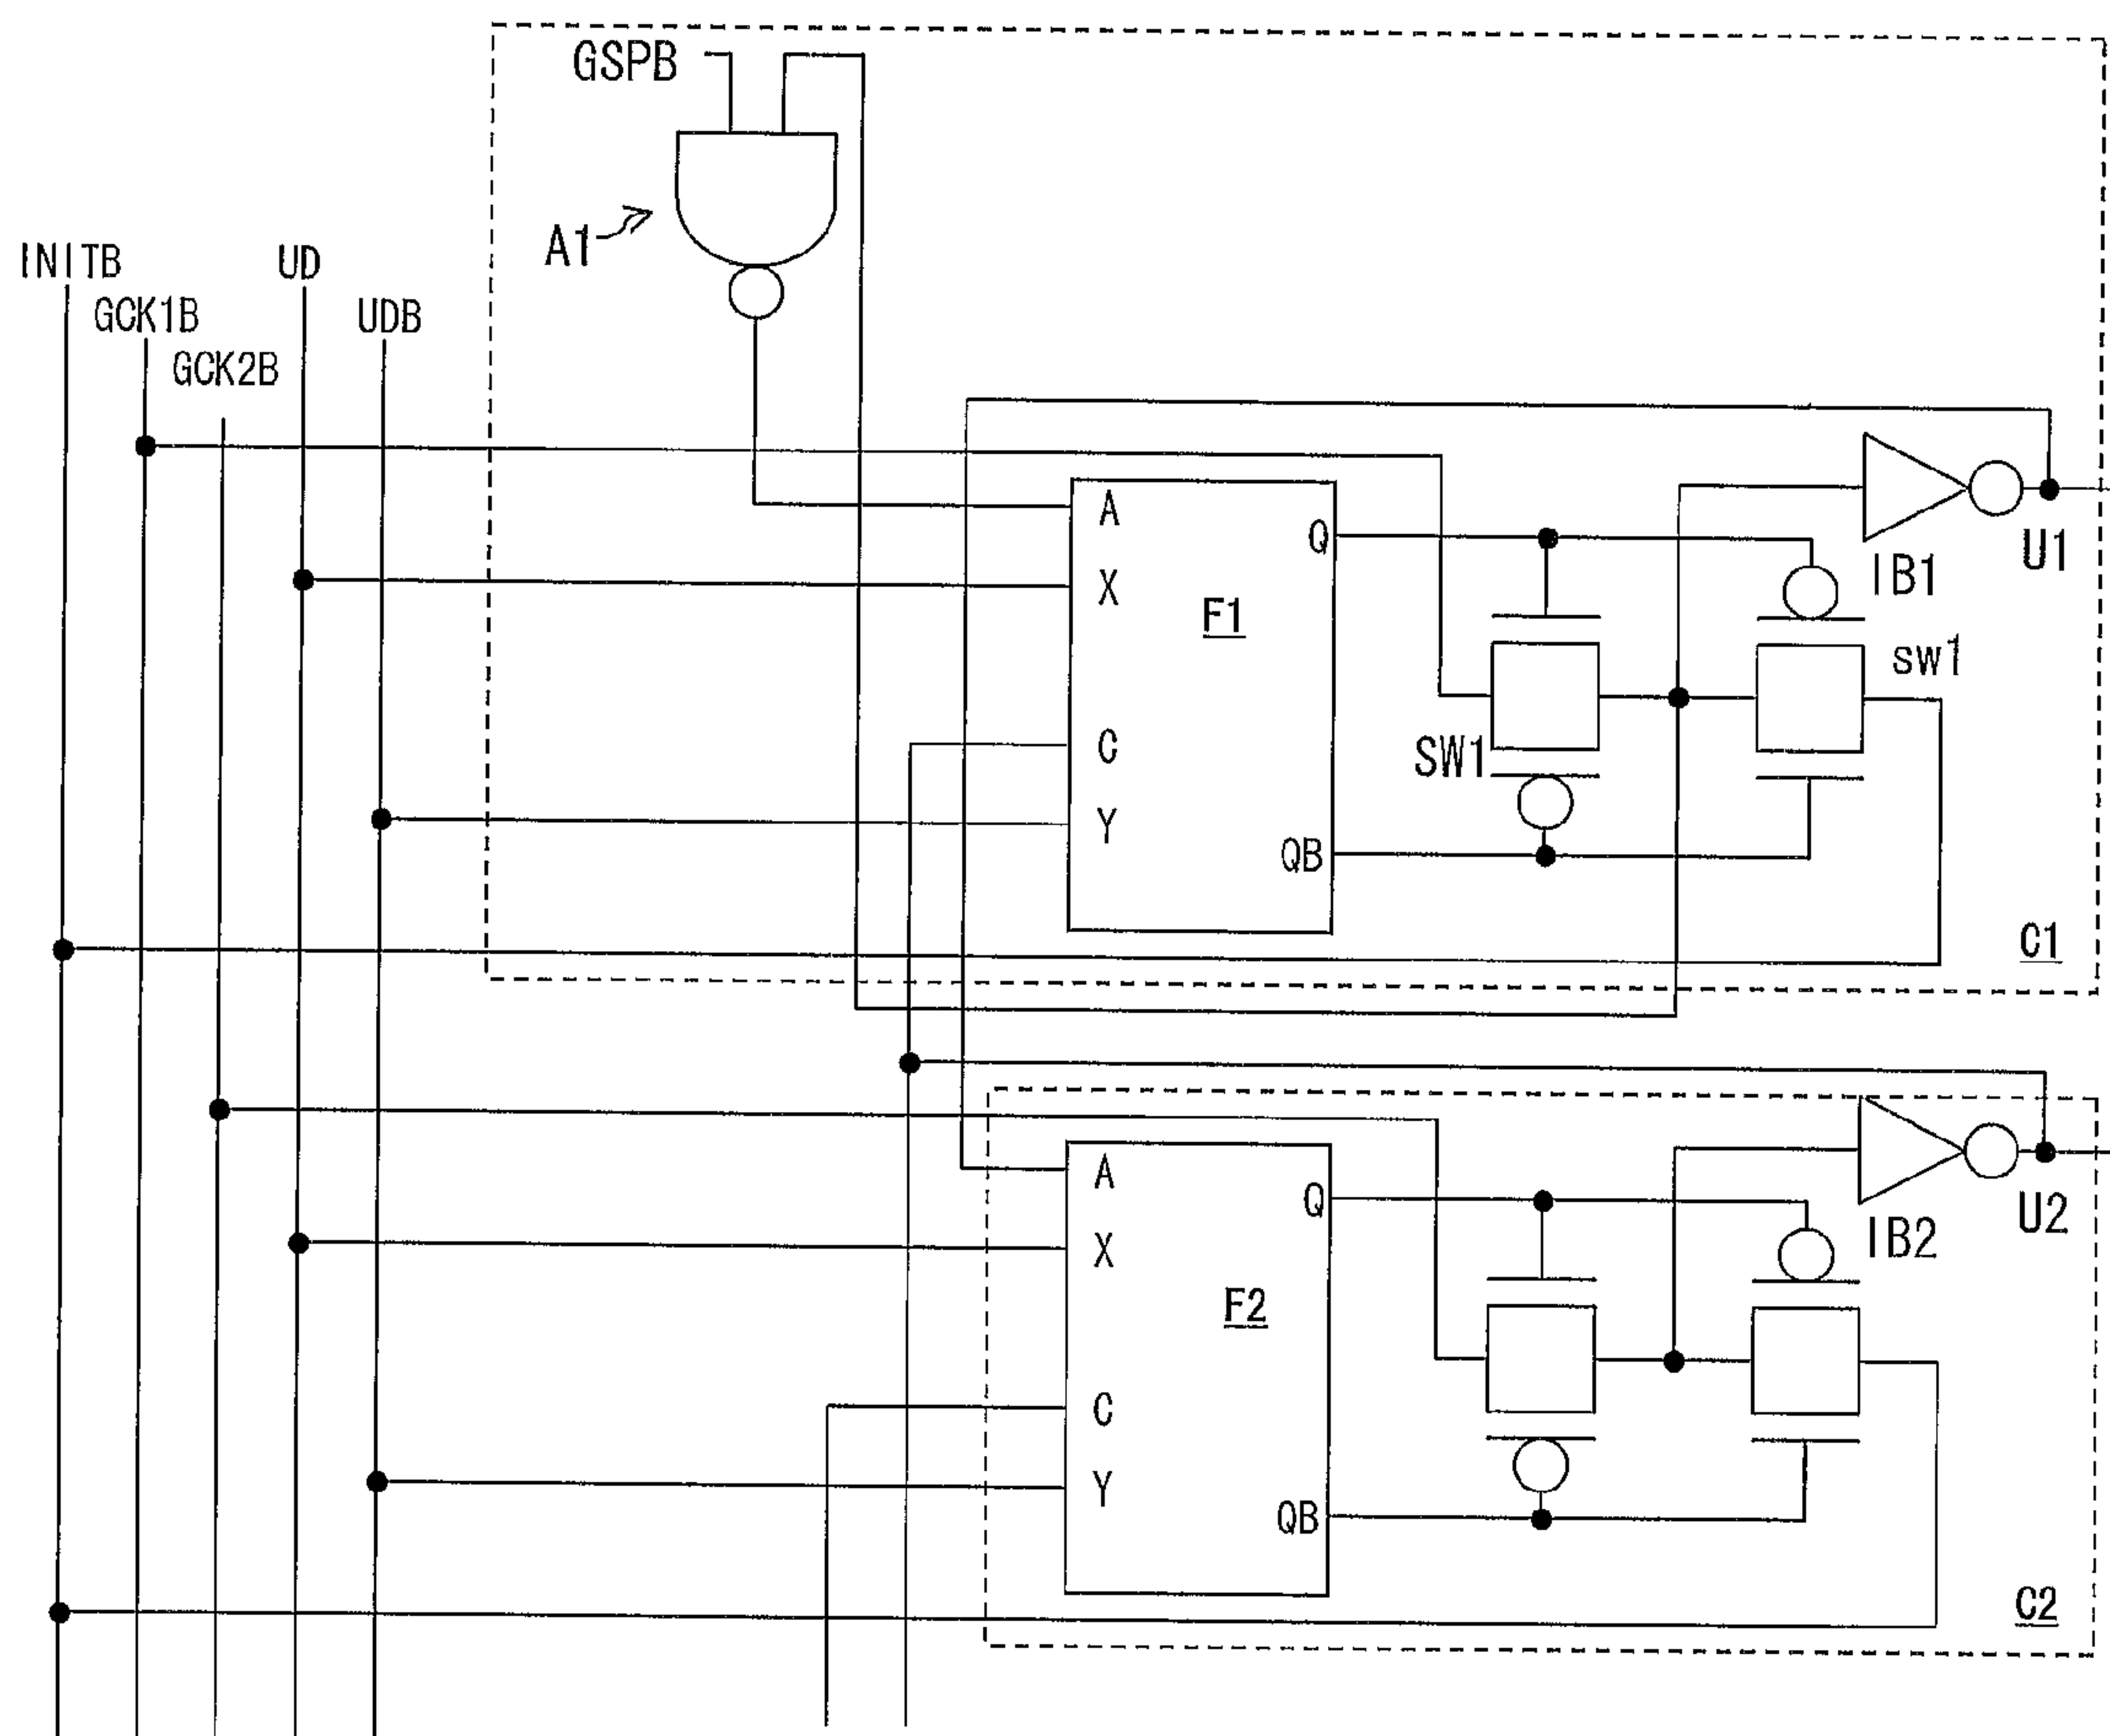 GSPB
A1
INITB
UD
GCK1B
UDB
GCK2B
A
Q
X
F1
IB1
U1
sw1
C
SW1
Y
QB
C1
A
Q
X
F2
IB2
U2
C
Y
QB
C2